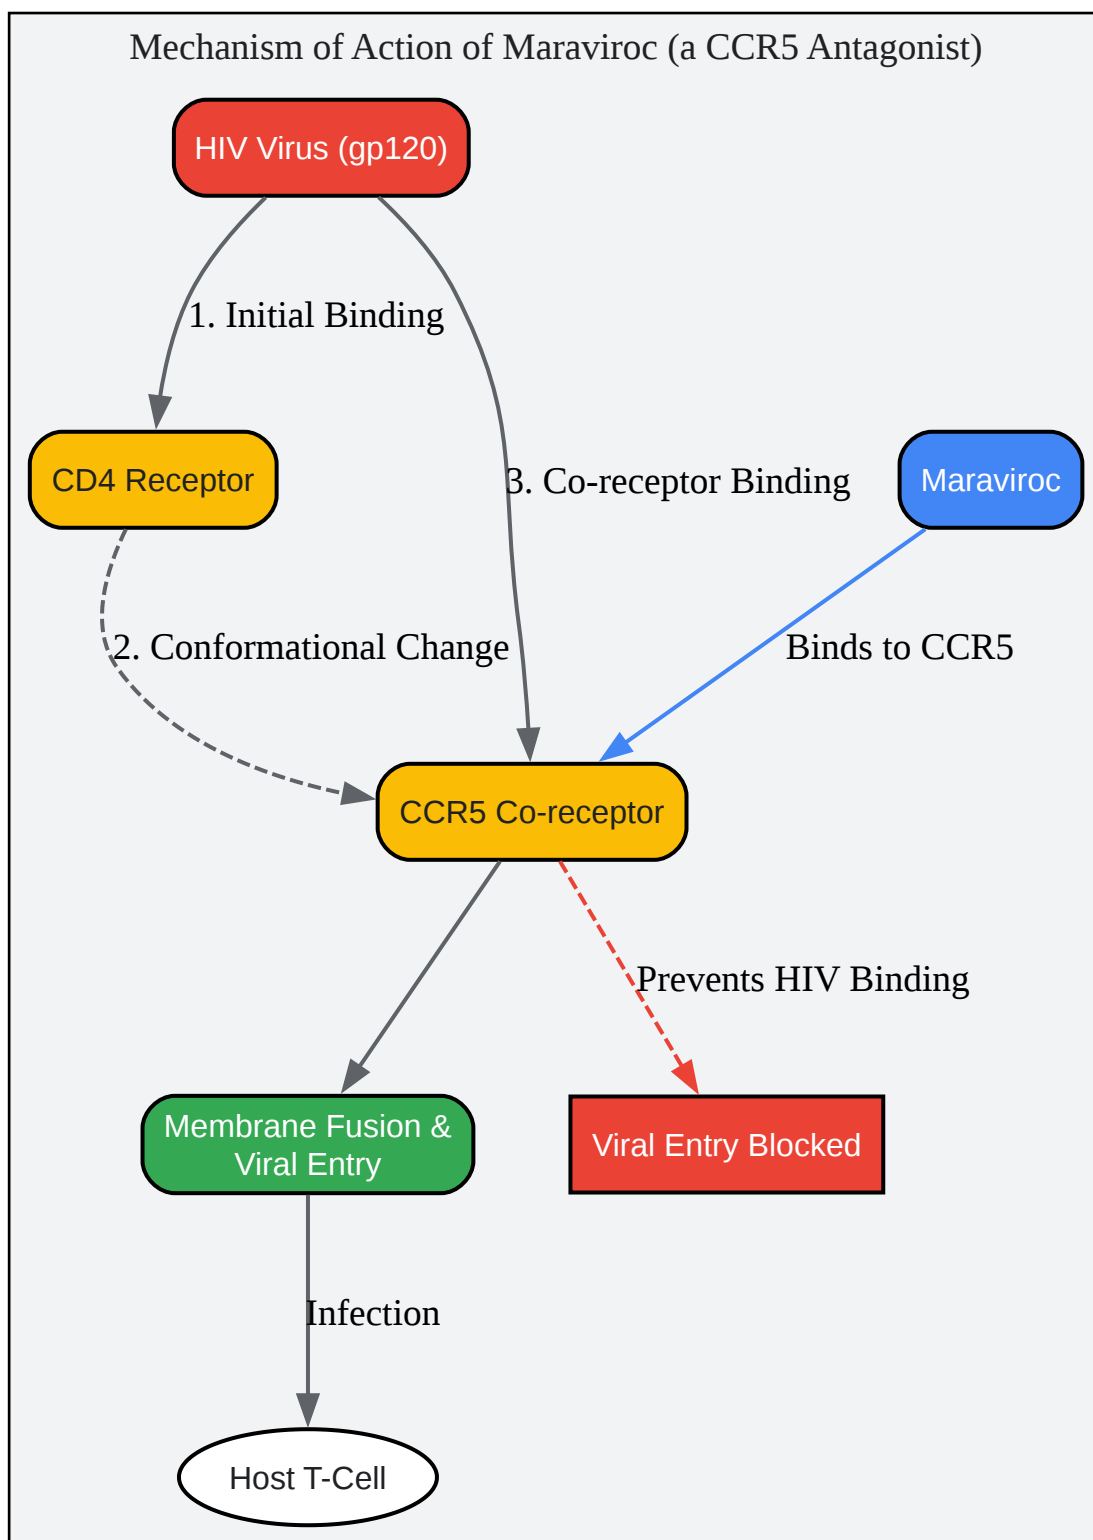 Mechanism of Action of Maraviroc (a CCR5 Antagonist)
HIV Virus (gp120)
1. Initial Binding
CD4 Receptor
3. Co-receptor Binding
Maraviroc
2. Conformational Change
Binds to CCR5
CCR5 Co-receptor
Prevents HIV Binding
Membrane Fusion &
Viral Entry
Viral Entry Blocked
Infection
Host T-Cell